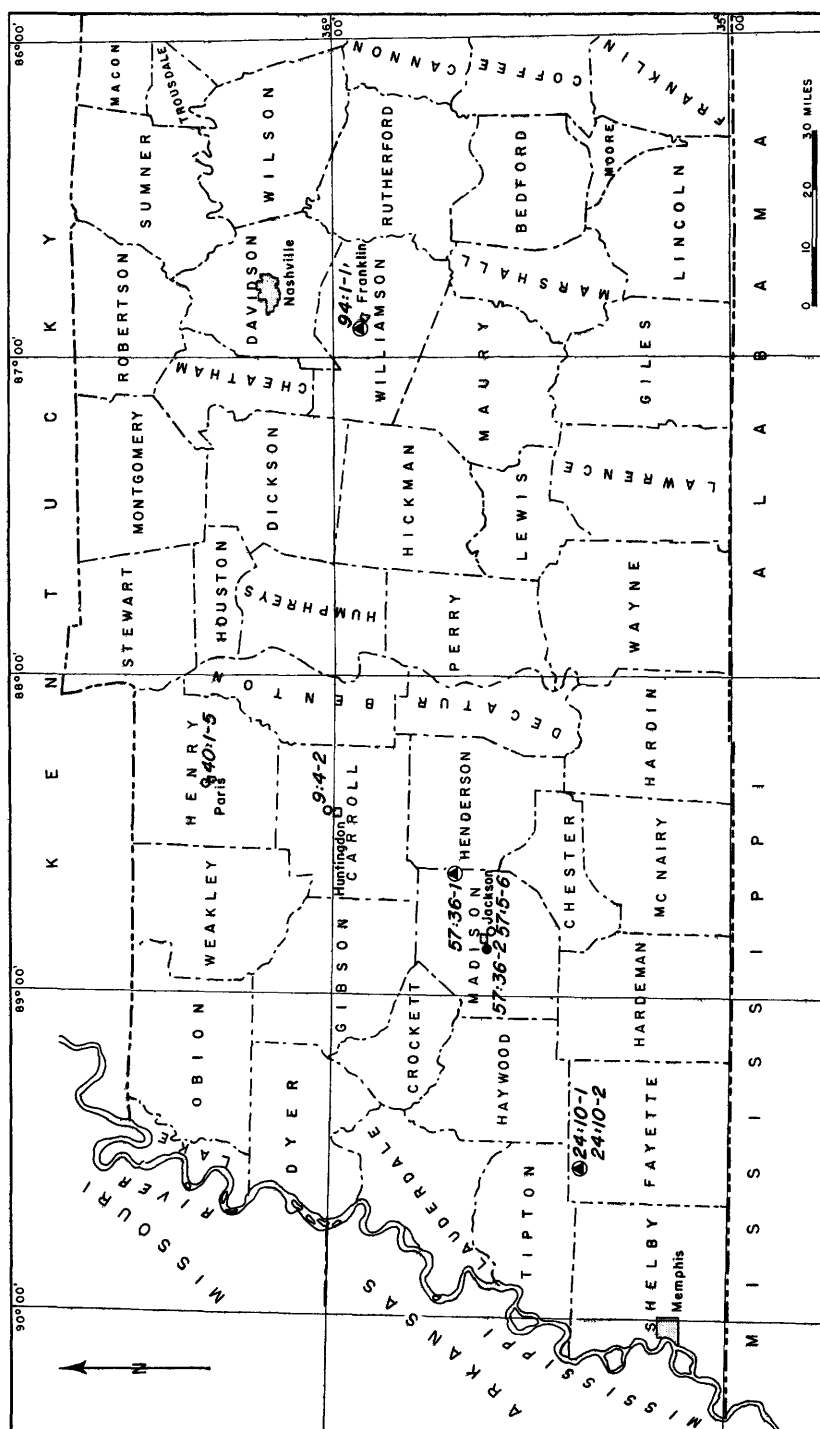 90°00'
89°00'
88°00'
87°00'
86°00'
N
MISSOURI
RIVER
ARKANSAS
MISSISSIPPI
KENTUCKY
LAKE
OBION
WEAKLEY
HENRY
40:1-5
Paris
STEWART
MONTGOMERY
ROBERTSON
SUMNER
MACON
TROUSDALE
DYER
GIBSON
CARROLL
Huntingdon
9:4-2
BENTON
HOUSTON
HUMPHREYS
DICKSON
CHEATHAM
DAVIDSON
Nashville
WILSON
36°
00'
LAUDERDALE
CROCKETT
MADISON
57:36-1
Jackson
57:36-2
57:5-6
HENDERSON
DECATUR
PERRY
HICKMAN
WILLIAMSON
94:1-1,
Franklin
RUTHERFORD
CANNON
TIPTON
HAYWOOD
CHESTER
LEWIS
MAURY
MARSHALL
BEDFORD
COFFEE
SHELBY
Memphis
FAYETTE
24:10-1
24:10-2
HARDEMAN
MC NAIRY
HARDIN
WAYNE
LAWRENCE
GILES
LINCOLN
MOORE
FRANKLIN
35°
00'
MISSISSIPPI
ALABAMA
0 10 20 30 MILES